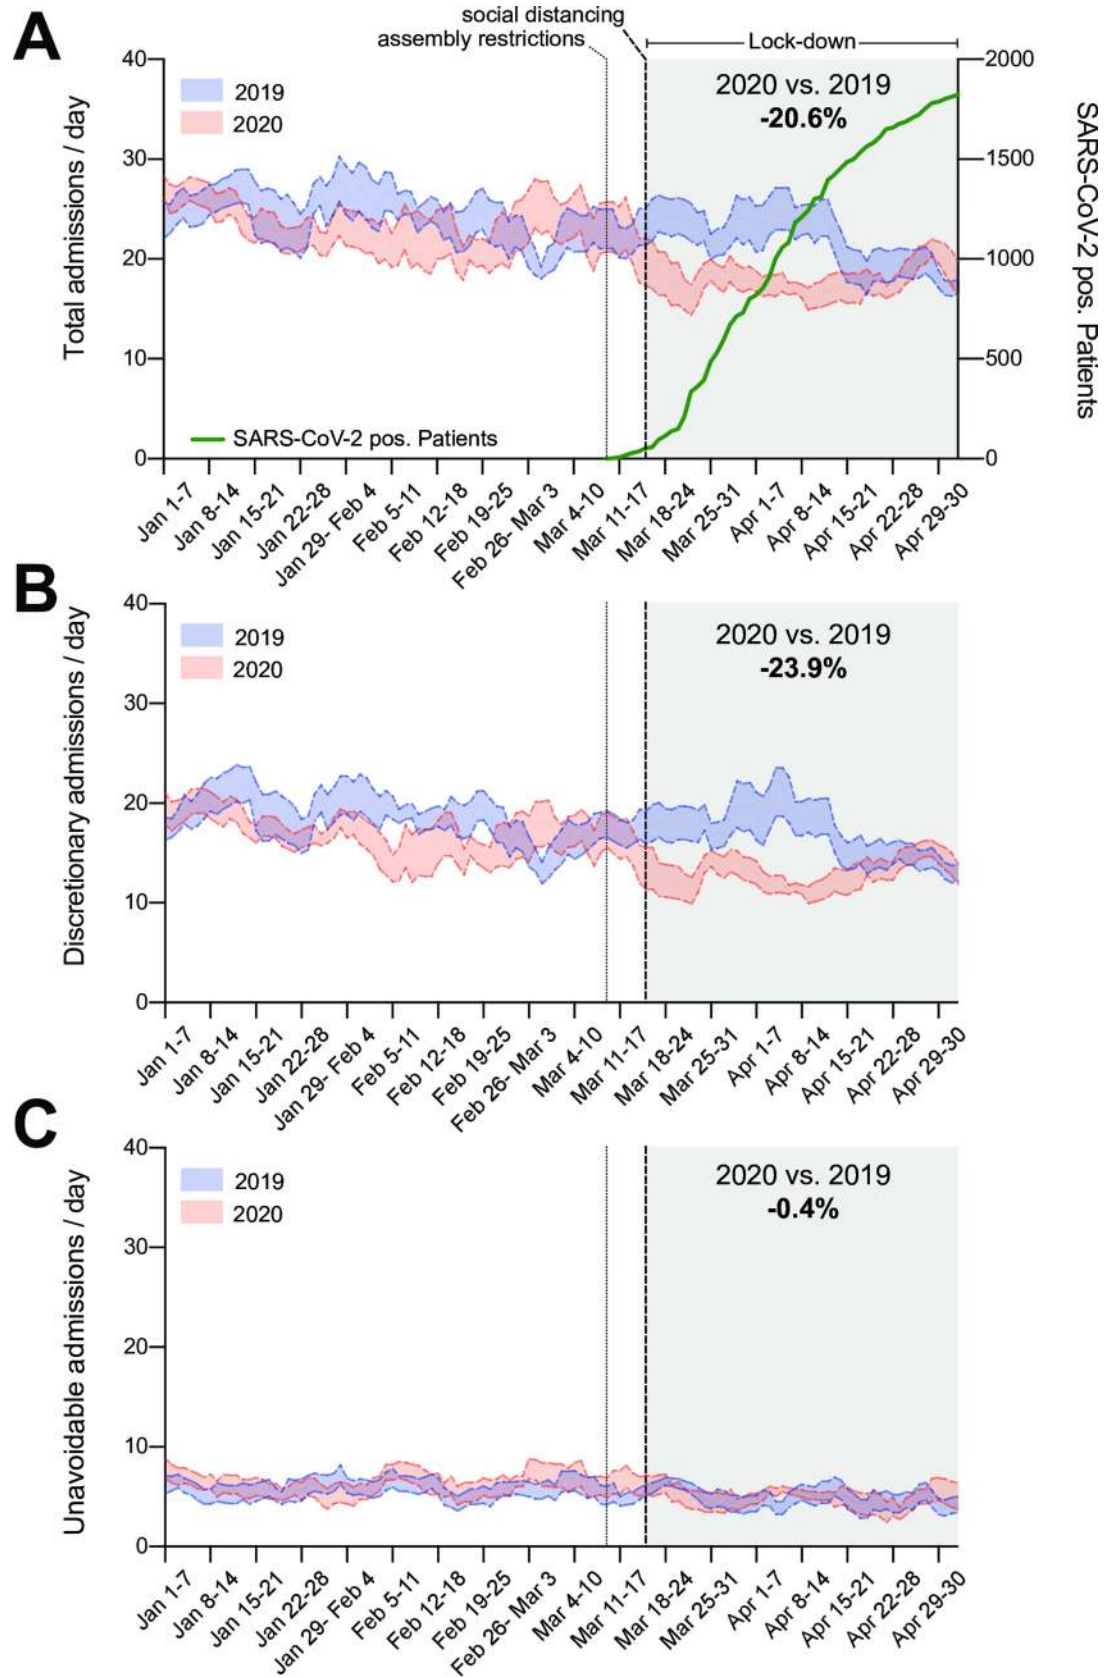 A
social distancing
assembly restrictions
Lock-down
40
30
20
10
0
Total admissions / day
2019
2020
2020 vs. 2019
-20.6%
2000
1500
1000
500
0
SARS-CoV-2 pos. Patients
SARS-CoV-2 pos. Patients
Jan 1-7
Jan 8-14
Jan 15-21
Jan 22-28
Jan 29- Feb 4
Feb 5-11
Feb 12-18
Feb 19-25
Feb 26- Mar 3
Mar 4-10
Mar 11-17
Mar 18-24
Mar 25-31
Apr 1-7
Apr 8-14
Apr 15-21
Apr 22-28
Apr 29-30
B
40
30
20
10
0
Discretionary admissions / day
2019
2020
2020 vs. 2019
-23.9%
Jan 1-7
Jan 8-14
Jan 15-21
Jan 22-28
Jan 29- Feb 4
Feb 5-11
Feb 12-18
Feb 19-25
Feb 26- Mar 3
Mar 4-10
Mar 11-17
Mar 18-24
Mar 25-31
Apr 1-7
Apr 8-14
Apr 15-21
Apr 22-28
Apr 29-30
C
40
30
20
10
0
Unavoidable admissions / day
2019
2020
2020 vs. 2019
-0.4%
Jan 1-7
Jan 8-14
Jan 15-21
Jan 22-28
Jan 29- Feb 4
Feb 5-11
Feb 12-18
Feb 19-25
Feb 26- Mar 3
Mar 4-10
Mar 11-17
Mar 18-24
Mar 25-31
Apr 1-7
Apr 8-14
Apr 15-21
Apr 22-28
Apr 29-30